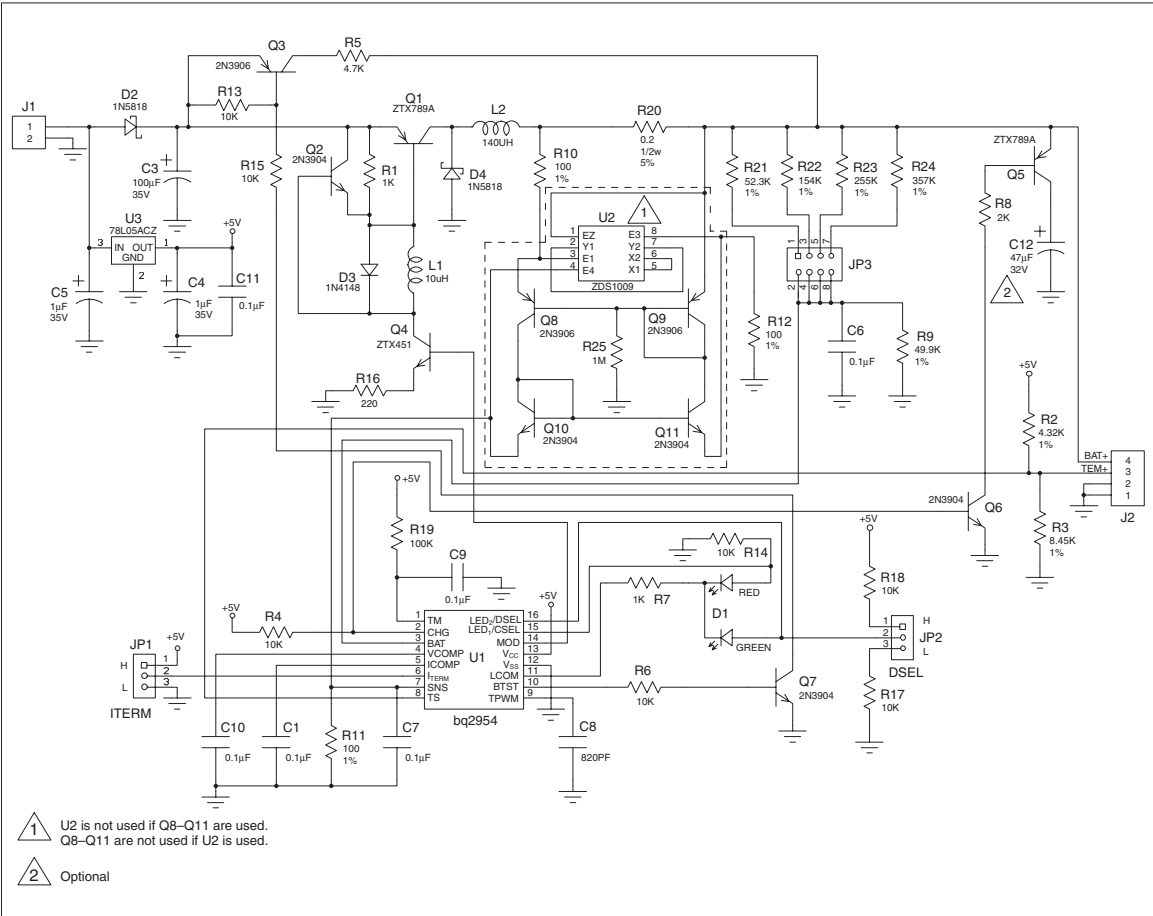 Q3
2N3906
R5
4.7K
J1
1
2
D2
1N5818
R13
10K
Q1
ZTX789A
L2
140UH
R20
0.2
1/2w
5%
C3
100µF
35V
R15
10K
Q2
2N3904
R1
1K
D4
1N5818
R10
100
1%
R21
52.3K
1%
R22
154K
1%
R23
255K
1%
R24
357K
1%
ZTX789A
Q5
R8
2K
C12
47µF
32V
2
U3
78L05ACZ
3
IN OUT
GND
1
2
+5V
C5
1µF
35V
C4
1µF
35V
C11
0.1µF
D3
1N4148
L1
10uH
U2
1
1 EZ E3 8
2 Y1 Y2 7
3 E1 X2 6
4 E4 X1 5
ZDS1009
1 3 5 7
2 4 6 8
JP3
Q8
2N3906
Q9
2N3906
R25
1M
R12
100
1%
C6
0.1µF
R9
49.9K
1%
Q4
ZTX451
R16
220
Q10
2N3904
Q11
2N3904
+5V
R2
4.32K
1%
BAT+ 4
TEM+ 3
2
1
J2
+5V
R19
100K
C9
0.1µF
10K R14
2N3904
Q6
R3
8.45K
1%
+5V
R18
10K
1K R7
RED
D1
GREEN
+5V
R4
10K
+5V
1 TM LED2/DSEL 16
2 CHG LED1/CSEL 15
3 BAT MOD 14
4 VCOMP VCC 13
5 ICOMP VSS 12
6 ITERM LCOM 11
7 SNS BTST 10
8 TS TPWM 9
U1
bq2954
JP1
+5V
H 1
2
L 3
ITERM
1 H
2 JP2
3 L
DSEL
R17
10K
R6
10K
Q7
2N3904
C10
0.1µF
C1
0.1µF
R11
100
1%
C7
0.1µF
C8
820PF
1 U2 is not used if Q8–Q11 are used.
Q8–Q11 are not used if U2 is used.
2 Optional